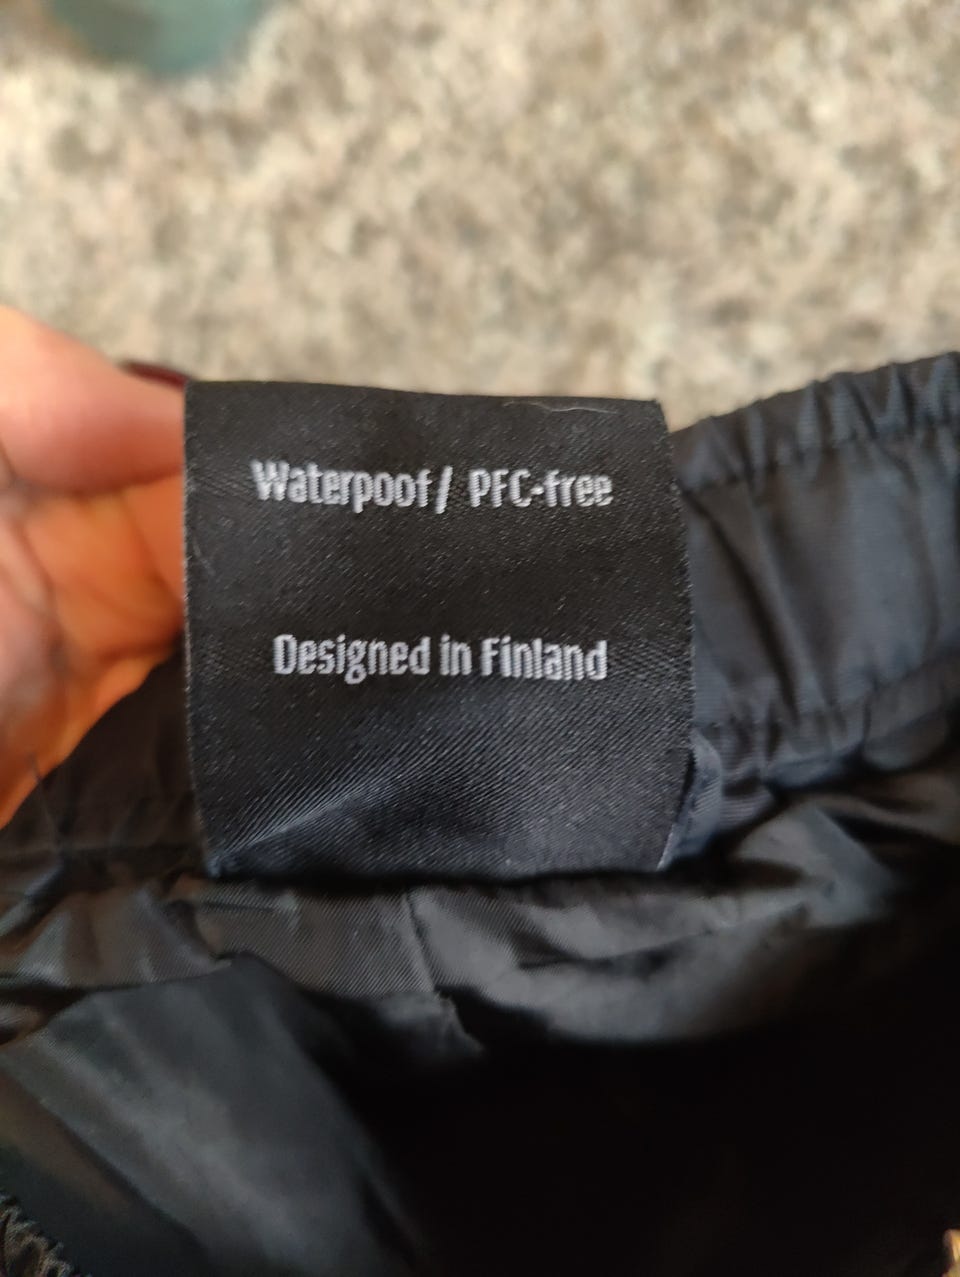 Waterpoof/ PFC-free
Designed in Finland